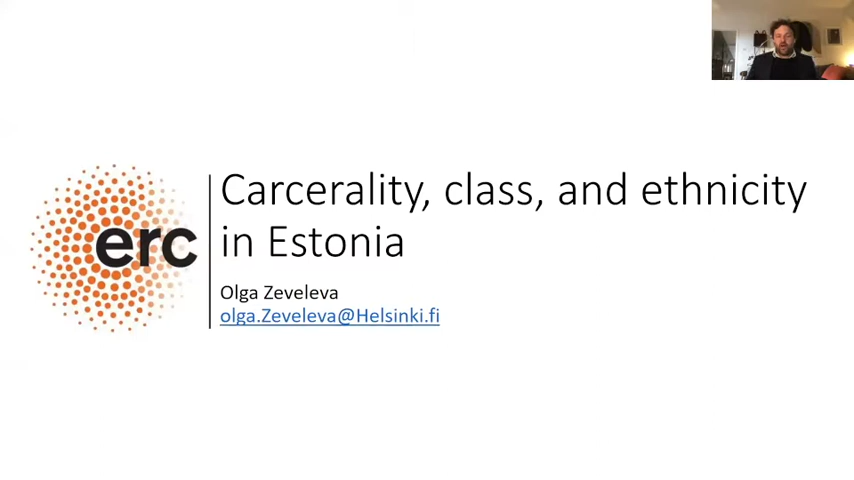 erc
Carcerality, class, and ethnicity
in Estonia
Olga Zeveleva
olga.Zeveleva@Helsinki.fi